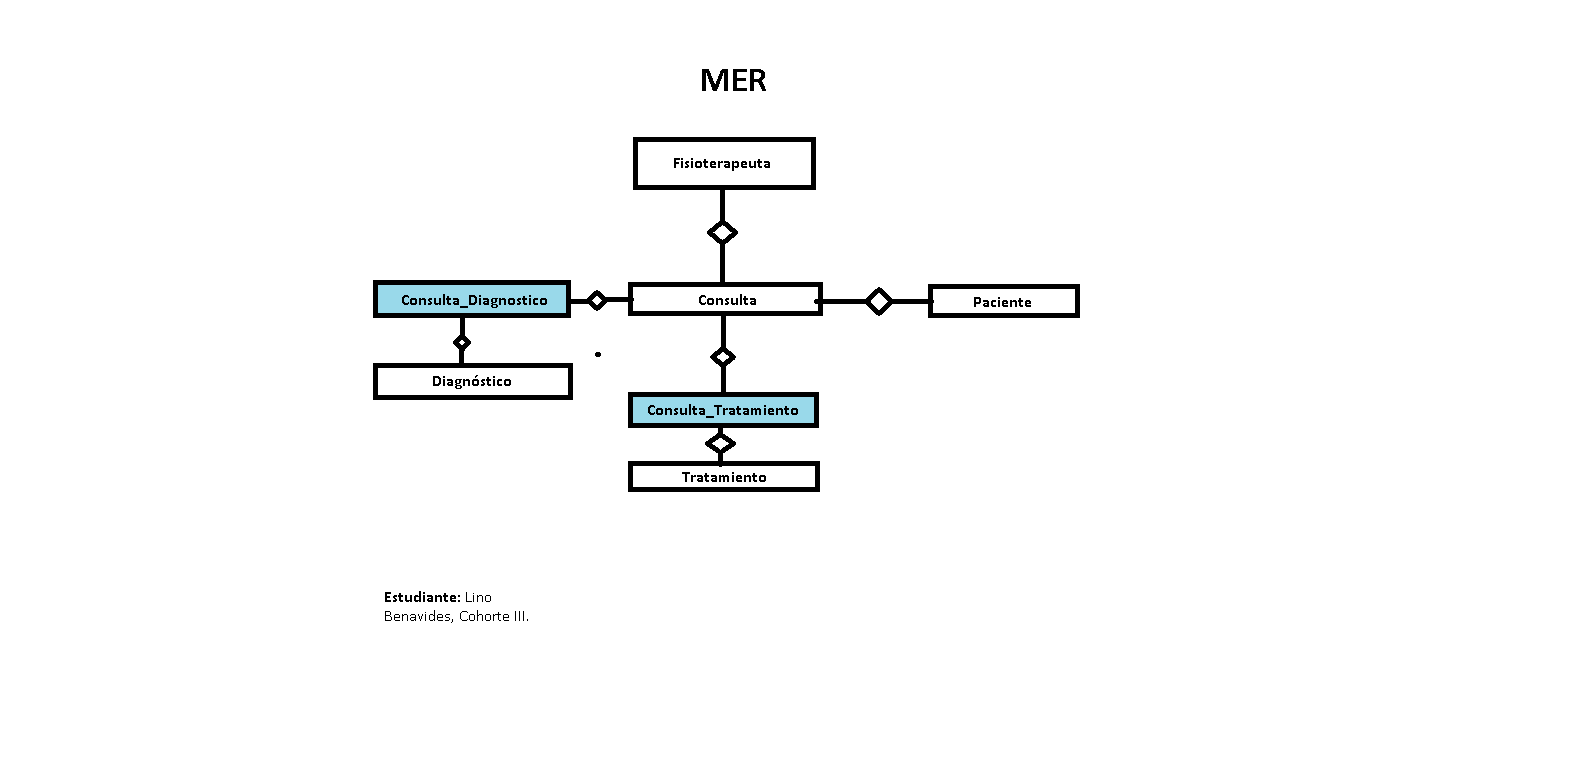 MER
Fisioterapeuta
Consulta_Diagnostico
Consulta
Paciente
Diagnóstico
Consulta_Tratamiento
Tratamiento
Estudiante: Lino
Benavides, Cohorte III.